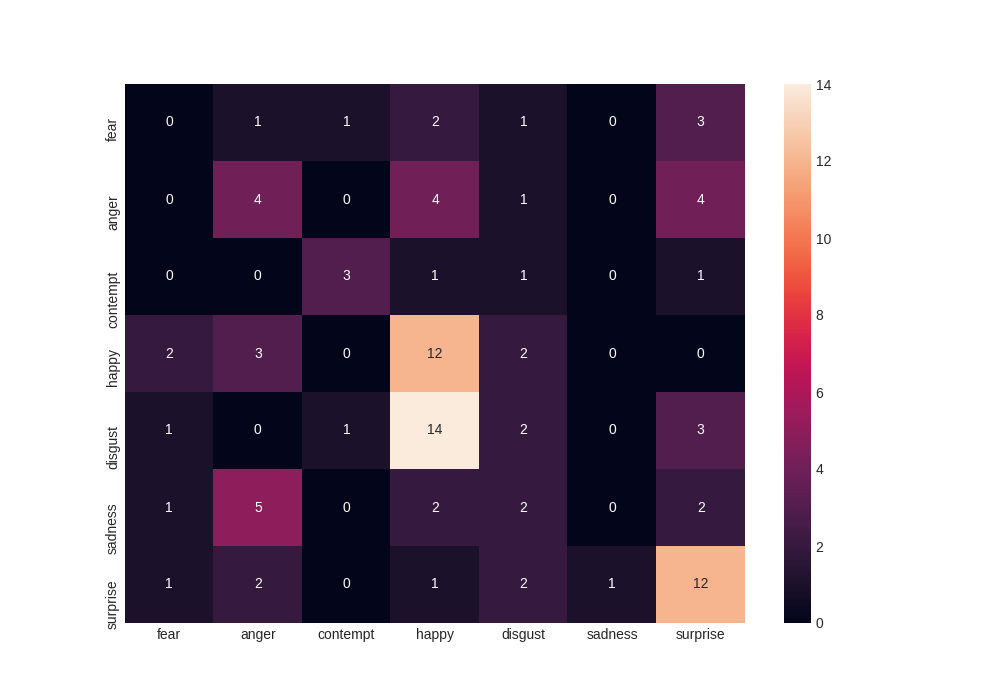 fear 0 1 1 2 1 0 3
anger 0 4 0 4 1 0 4
contempt 0 0 3 1 1 0 1
happy 2 3 0 12 2 0 0
disgust 1 0 1 14 2 0 3
sadness 1 5 0 2 2 0 2
surprise 1 2 0 1 2 1 12
fear anger contempt happy disgust sadness surprise
14
12
10
8
6
4
2
0